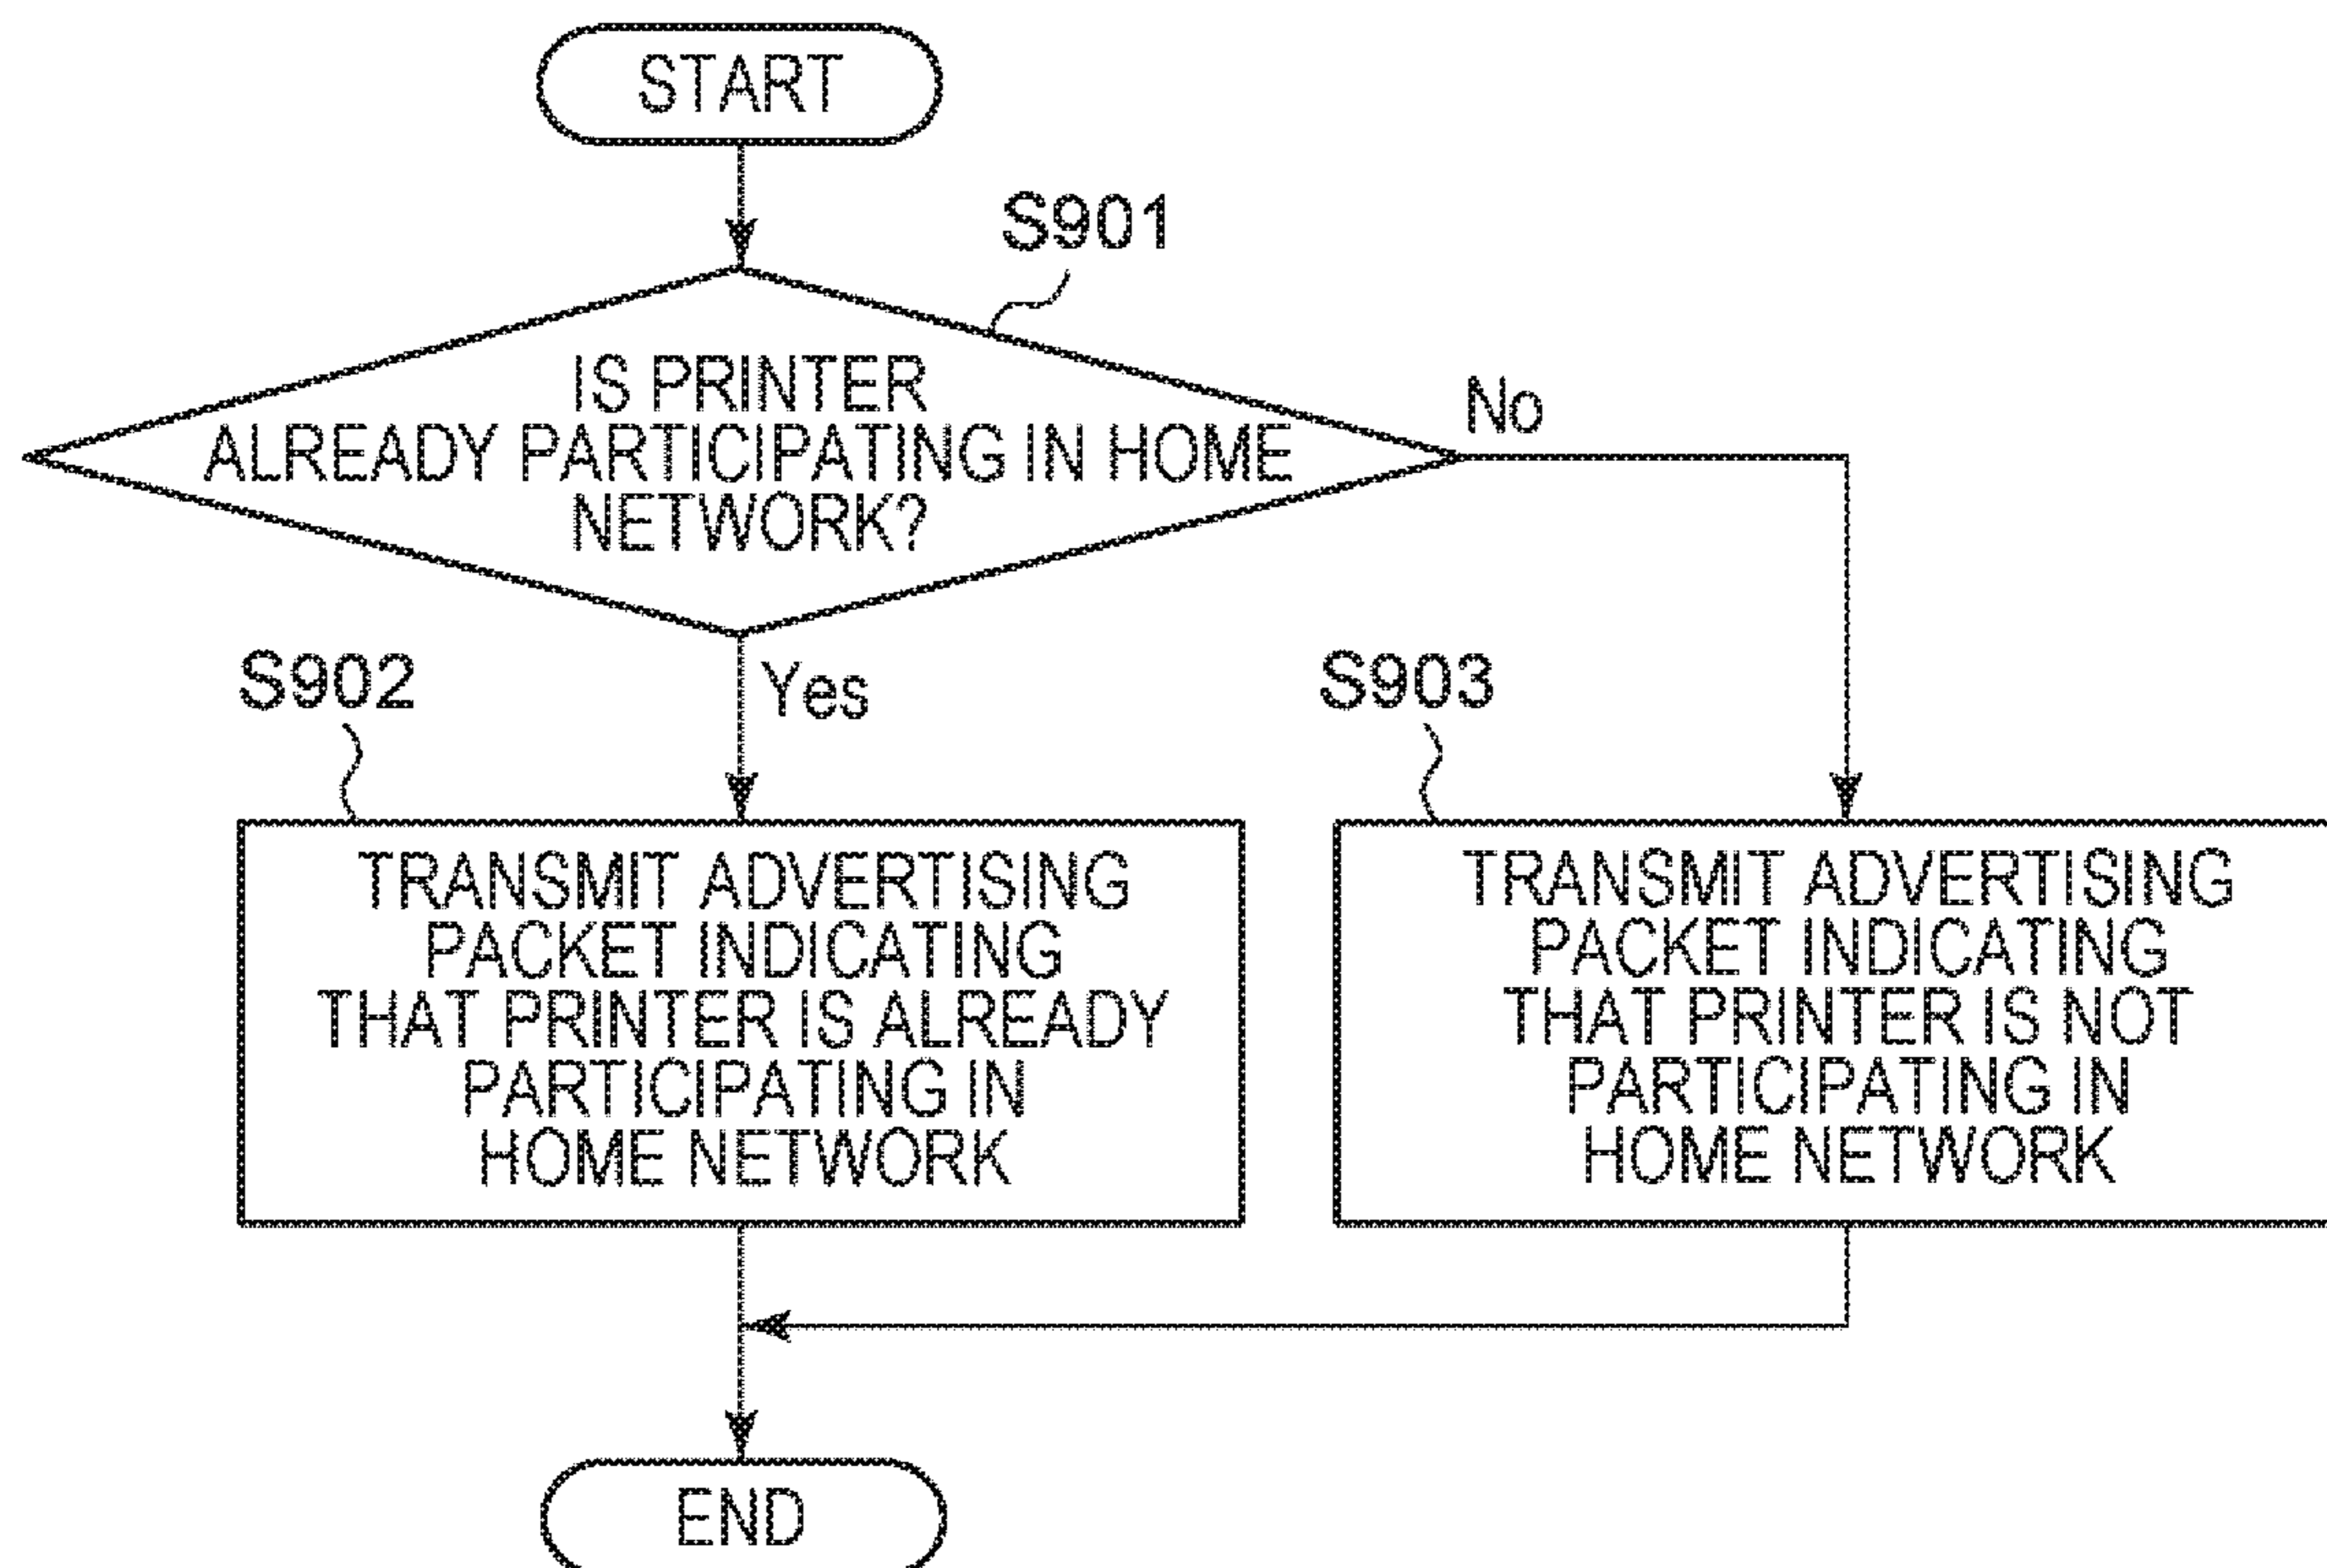 START
S901
IS PRINTER
ALREADY PARTICIPATING IN HOME
NETWORK?
No
Yes
S902
TRANSMIT ADVERTISING
PACKET INDICATING
THAT PRINTER IS ALREADY
PARTICIPATING IN
HOME NETWORK
S903
TRANSMIT ADVERTISING
PACKET INDICATING
THAT PRINTER IS NOT
PARTICIPATING IN
HOME NETWORK
END